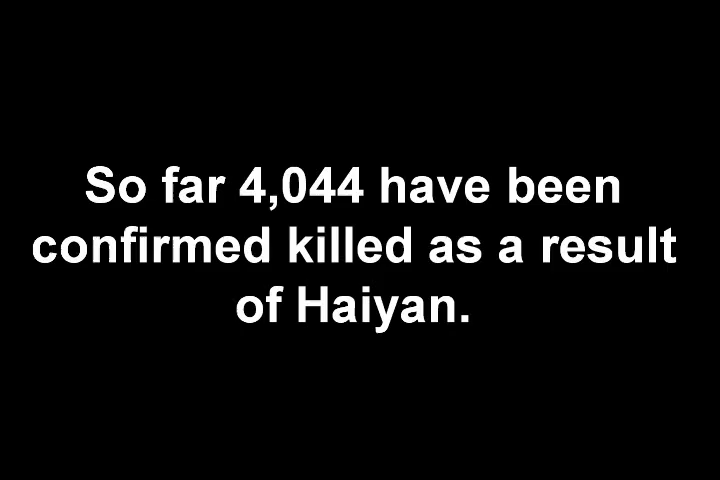 So far 4,044 have been
confirmed killed as a result
of Haiyan.